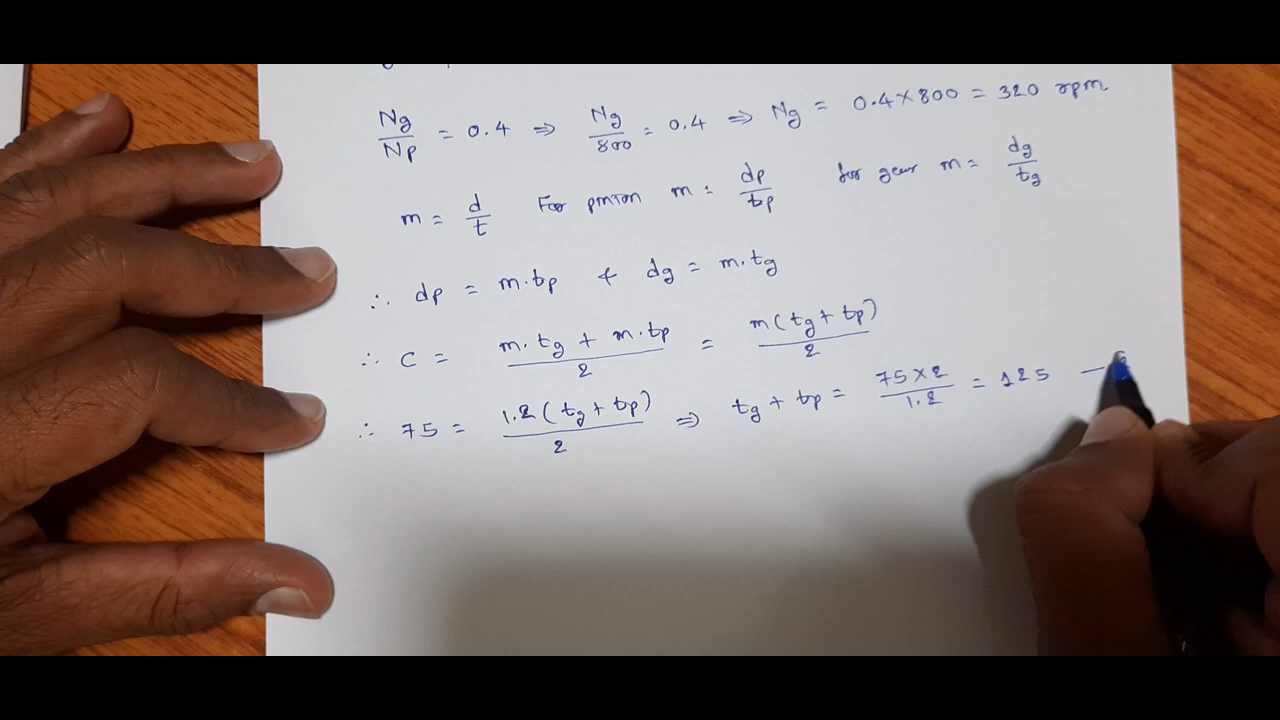 Ng/Np = 0.4 ⇒ Ng/800 = 0.4 ⇒ Ng = 0.4×800 = 320 rpm
m = d/t For pinion m = dp/tp for gear m = dg/tg
∴ dp = m·tp & dg = m·tg
∴ C = m·tg + m·tp/2 = m(tg + tp)/2
∴ 75 = 1.2(tg + tp)/2 ⇒ tg + tp = 75×2/1.2 = 125 —